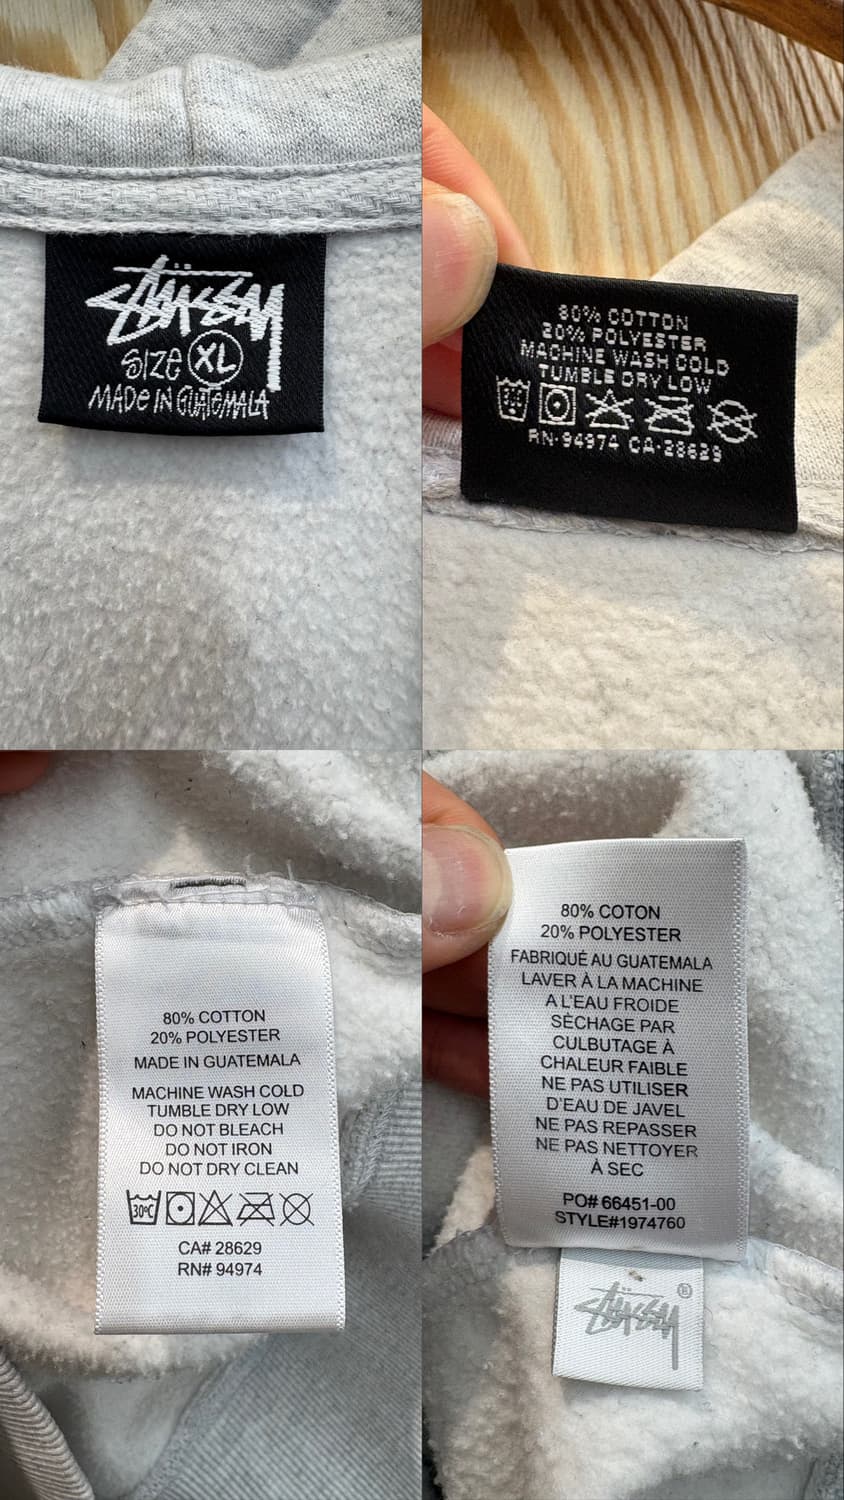 STÜSSY
SIZE XL
MADE IN GUATEMALA
80% COTTON
20% POLYESTER
MACHINE WASH COLD
TUMBLE DRY LOW
RN·94974 CA·28629
80% COTTON
20% POLYESTER
MADE IN GUATEMALA
MACHINE WASH COLD
TUMBLE DRY LOW
DO NOT BLEACH
DO NOT IRON
DO NOT DRY CLEAN
30°C
CA# 28629
RN# 94974
80% COTON
20% POLYESTER
FABRIQUÉ AU GUATEMALA
LAVER À LA MACHINE
A L'EAU FROIDE
SÈCHAGE PAR
CULBUTAGE À
CHALEUR FAIBLE
NE PAS UTILISER
D'EAU DE JAVEL
NE PAS REPASSER
NE PAS NETTOYER
À SEC
PO# 66451-00
STYLE#1974760
STÜSSY ®